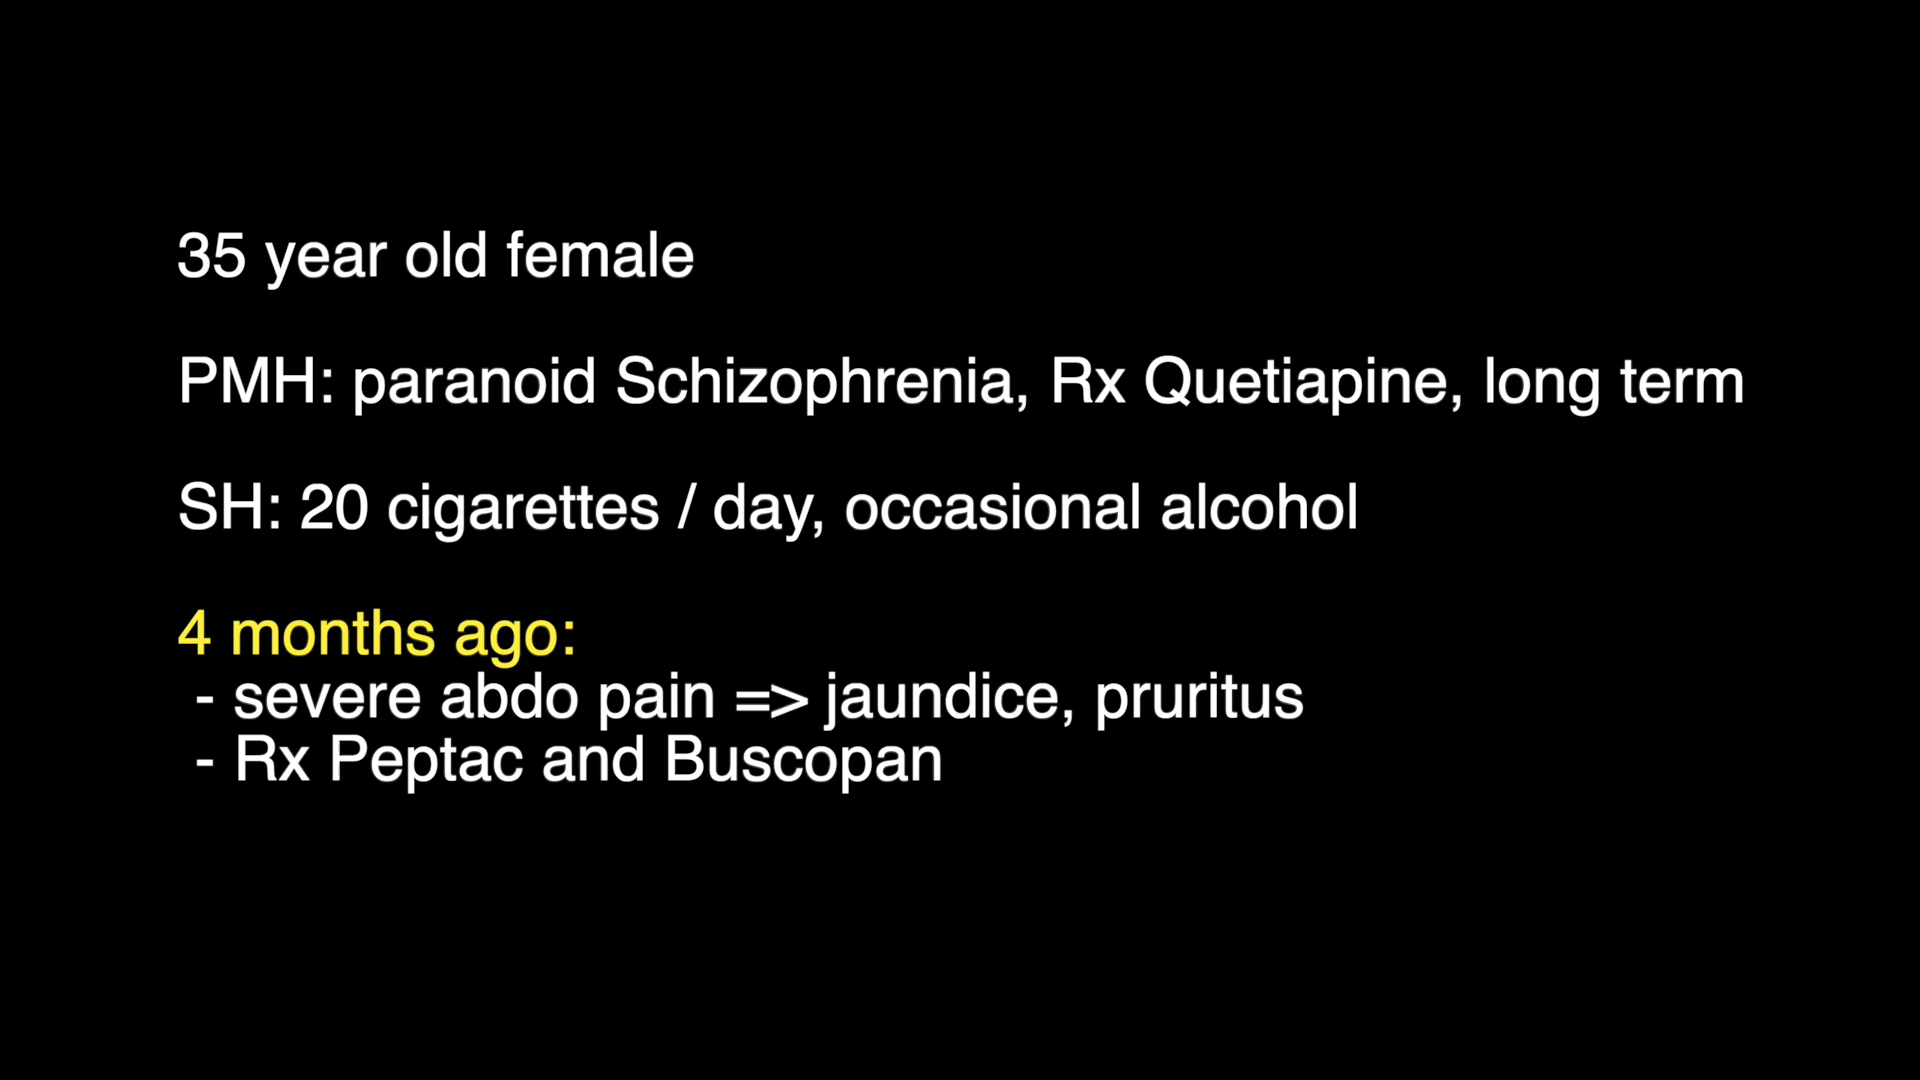 35 year old female
PMH: paranoid Schizophrenia, Rx Quetiapine, long term
SH: 20 cigarettes / day, occasional alcohol
4 months ago:
- severe abdo pain => jaundice, pruritus
- Rx Peptac and Buscopan